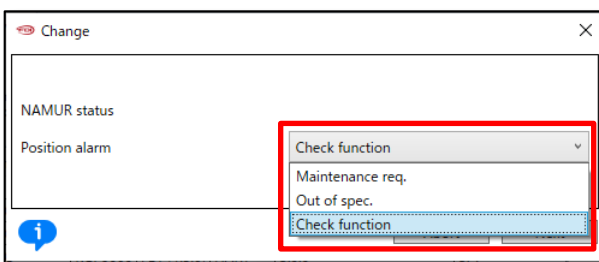 Change
NAMUR status
Position alarm
Check function
Maintenance req.
Out of spec.
Check function